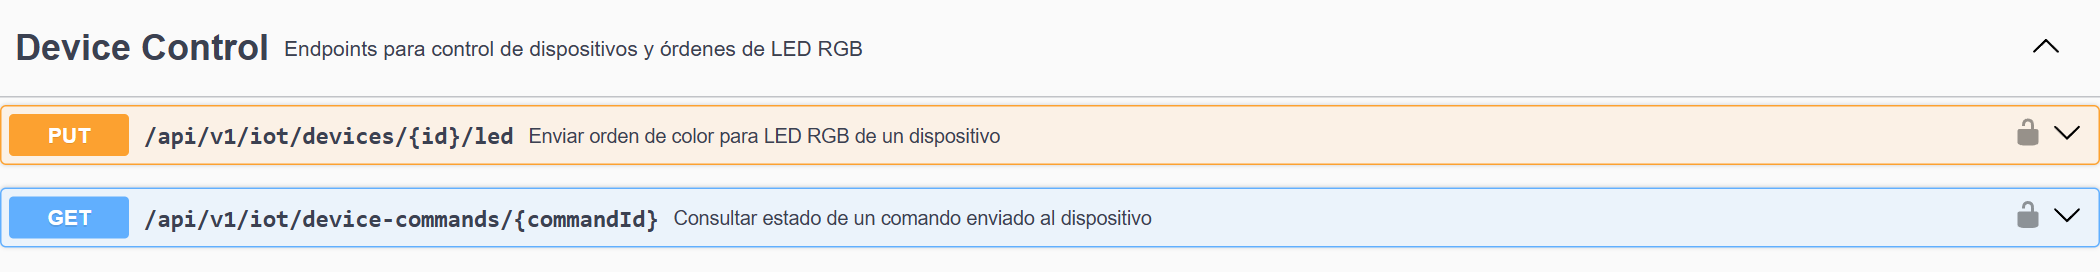 Device Control Endpoints para control de dispositivos y órdenes de LED RGB
PUT /api/v1/iot/devices/{id}/led Enviar orden de color para LED RGB de un dispositivo
GET /api/v1/iot/device-commands/{commandId} Consultar estado de un comando enviado al dispositivo